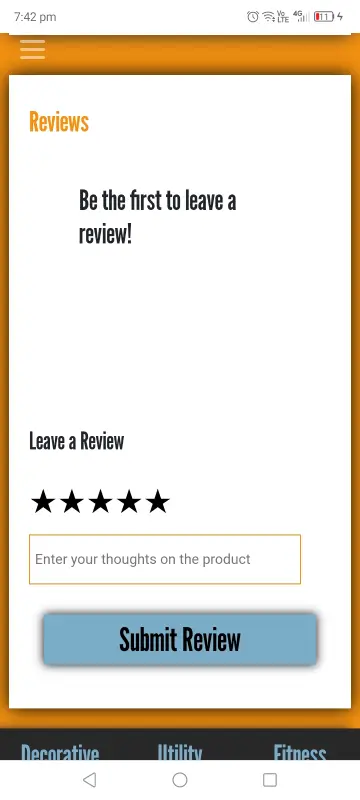 7:42 pm
Vo LTE 4G 11
Reviews
Be the first to leave a
review!
Leave a Review
Enter your thoughts on the product
Submit Review
Decorative Utility Fitness